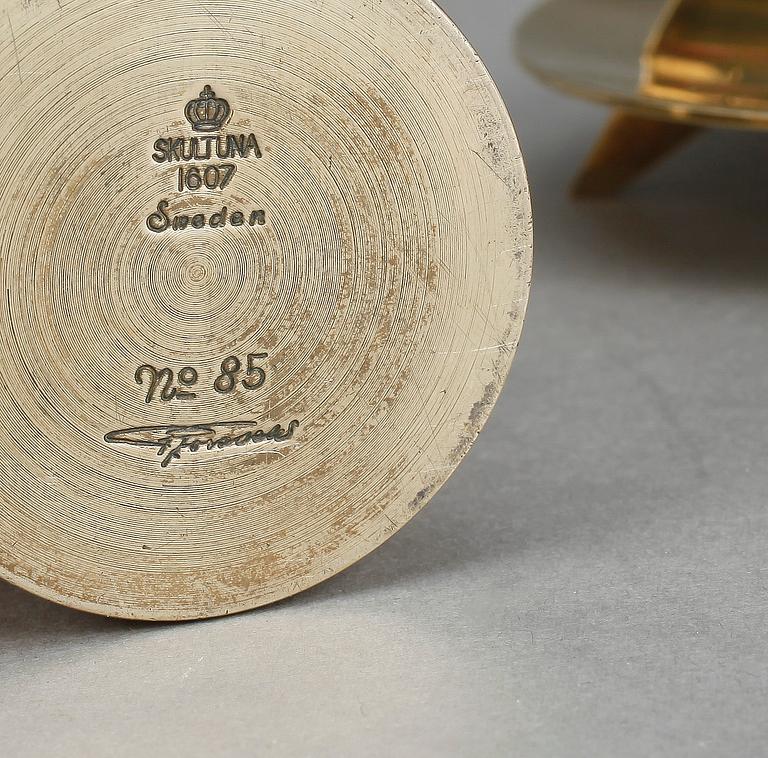 SKULTUNA
1607
Sweden
No 85